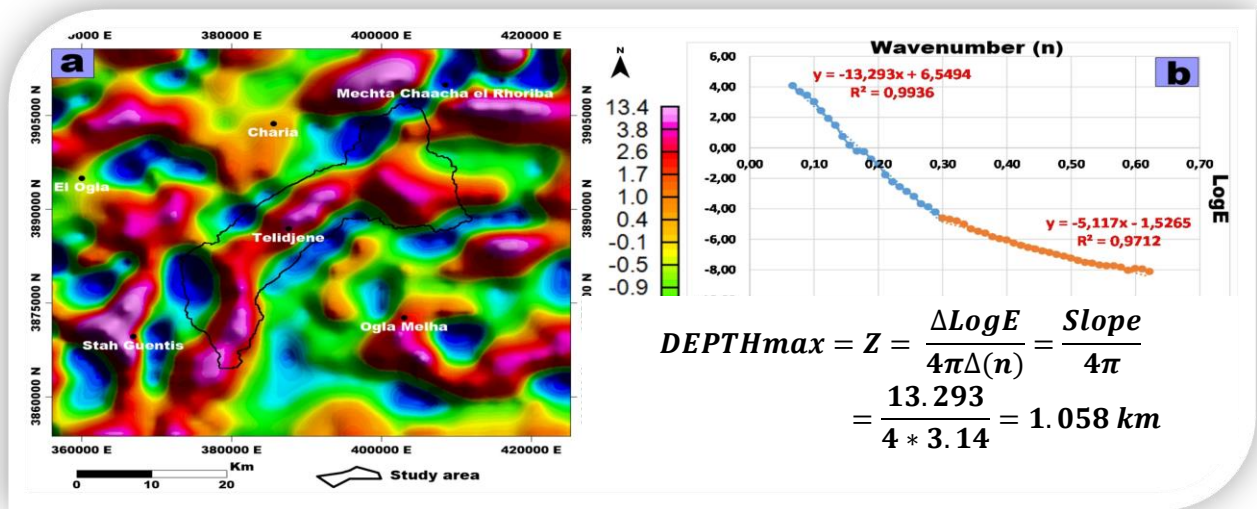 60000 E 380000 E 400000 E 420000 E
a
Mechta Chaacha el Rhoriba
Charia
El Ogla
Telidjene
Ogla Melha
Stah Guentis
3905000 N
3890000 N
3875000 N
3860000 N
360000 E 380000 E 400000 E 420000 E
Km
0 10 20
Study area
N
13.4
3.8
2.6
1.7
1.0
0.4
-0.1
-0.5
-0.9
Wavenumber (n)
b
y = -13,293x + 6,5494
R² = 0,9936
6,00
4,00
2,00
0,00
-2,00
-4,00
-6,00
-8,00
0,00 0,10 0,20 0,30 0,40 0,50 0,60 0,70
LogE
y = -5,117x - 1,5265
R² = 0,9712
DEPTHmax = Z = ΔLogE / 4πΔ(n) = Slope / 4π
= 13.293 / 4 * 3.14 = 1.058 km